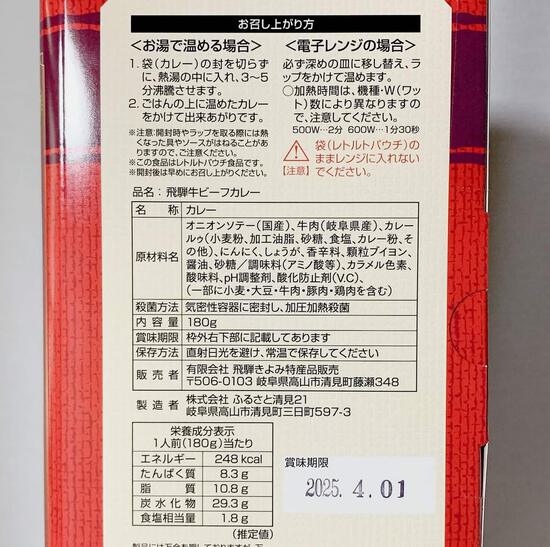 お召し上がり方
<お湯で温める場合>
1. 袋(カレー)の封を切らず
に、熱湯の中に入れ、3〜5
分沸騰させます。
2. ごはんの上に温めたカレー
をかけて出来あがりです。
※注意:開封時やラップを取る際には熱
くなった具やソースがはねることがあ
りますので、ご注意ください。
※この食品はレトルトパウチ食品です。
※開封後は早めにお召し上がりください。
<電子レンジの場合>
必ず深めの皿に移し替え、ラ
ップをかけて温めます。
○加熱時間は、機種・W(ワッ
ト)数により異なりますの
で、注意してください。
500W…2分 600W…1分30秒
【注意】
袋(レトルトパウチ)の
ままレンジに入れない
でください。
品名:飛騨牛ビーフカレー
名称 カレー
原材料名
オニオンソテー(国産)、牛肉(岐阜県産)、カレー
ルゥ(小麦粉、加工油脂、砂糖、食塩、カレー粉、そ
の他)、にんにく、しょうが、香辛料、顆粒ブイヨン、
醤油、砂糖/調味料(アミノ酸等)、カラメル色素、
酸味料、pH調整剤、酸化防止剤(V.C)、
(一部に小麦・大豆・牛肉・豚肉・鶏肉を含む)
殺菌方法 気密性容器に密封し、加圧加熱殺菌
内容量 180g
賞味期限 枠外右下部に記載してあります
保存方法 直射日光を避け、常温で保存してください
販売者 有限会社 飛騨きよみ特産品販売
〒506-0103 岐阜県高山市清見町藤瀬348
製造者 株式会社 ふるさと清見21
岐阜県高山市清見町三日町597-3
栄養成分表示
1人前(180g)当たり
エネルギー 248kcal
たんぱく質 8.3g
脂質 10.8g
炭水化物 29.3g
食塩相当量 1.8g
(推定値)
賞味期限
2025. 4. 01